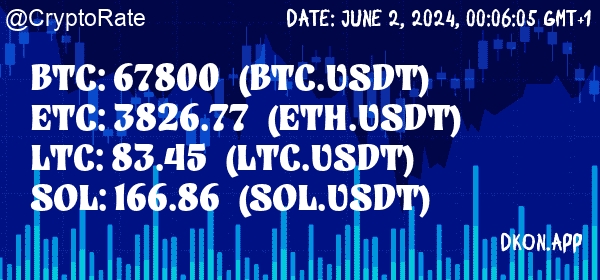 @CryptoRate
DATE: JUNE 2, 2024, 00:06:05 GMT+1
BTC: 67800 (BTC.USDT)
ETC: 3826.77 (ETH.USDT)
LTC: 83.45 (LTC.USDT)
SOL: 166.86 (SOL.USDT)
DKON.APP